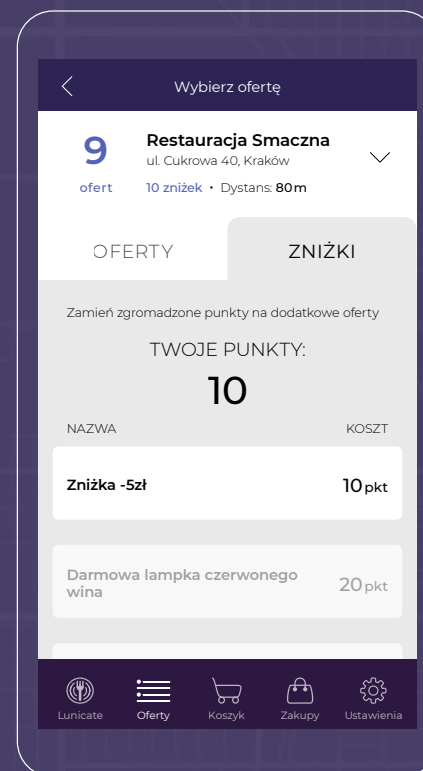 Wybierz ofertę
9
ofert
Restauracja Smaczna
ul. Cukrowa 40, Kraków
10 zniżek • Dystans: 80m
OFERTY
ZNIŻKI
Zamień zgromadzone punkty na dodatkowe oferty
TWOJE PUNKTY:
10
NAZWA KOSZT
Zniżka -5zł 10 pkt
Darmowa lampka czerwonego
wina
20 pkt
Lunicate Oferty Koszyk Zakupy Ustawienia